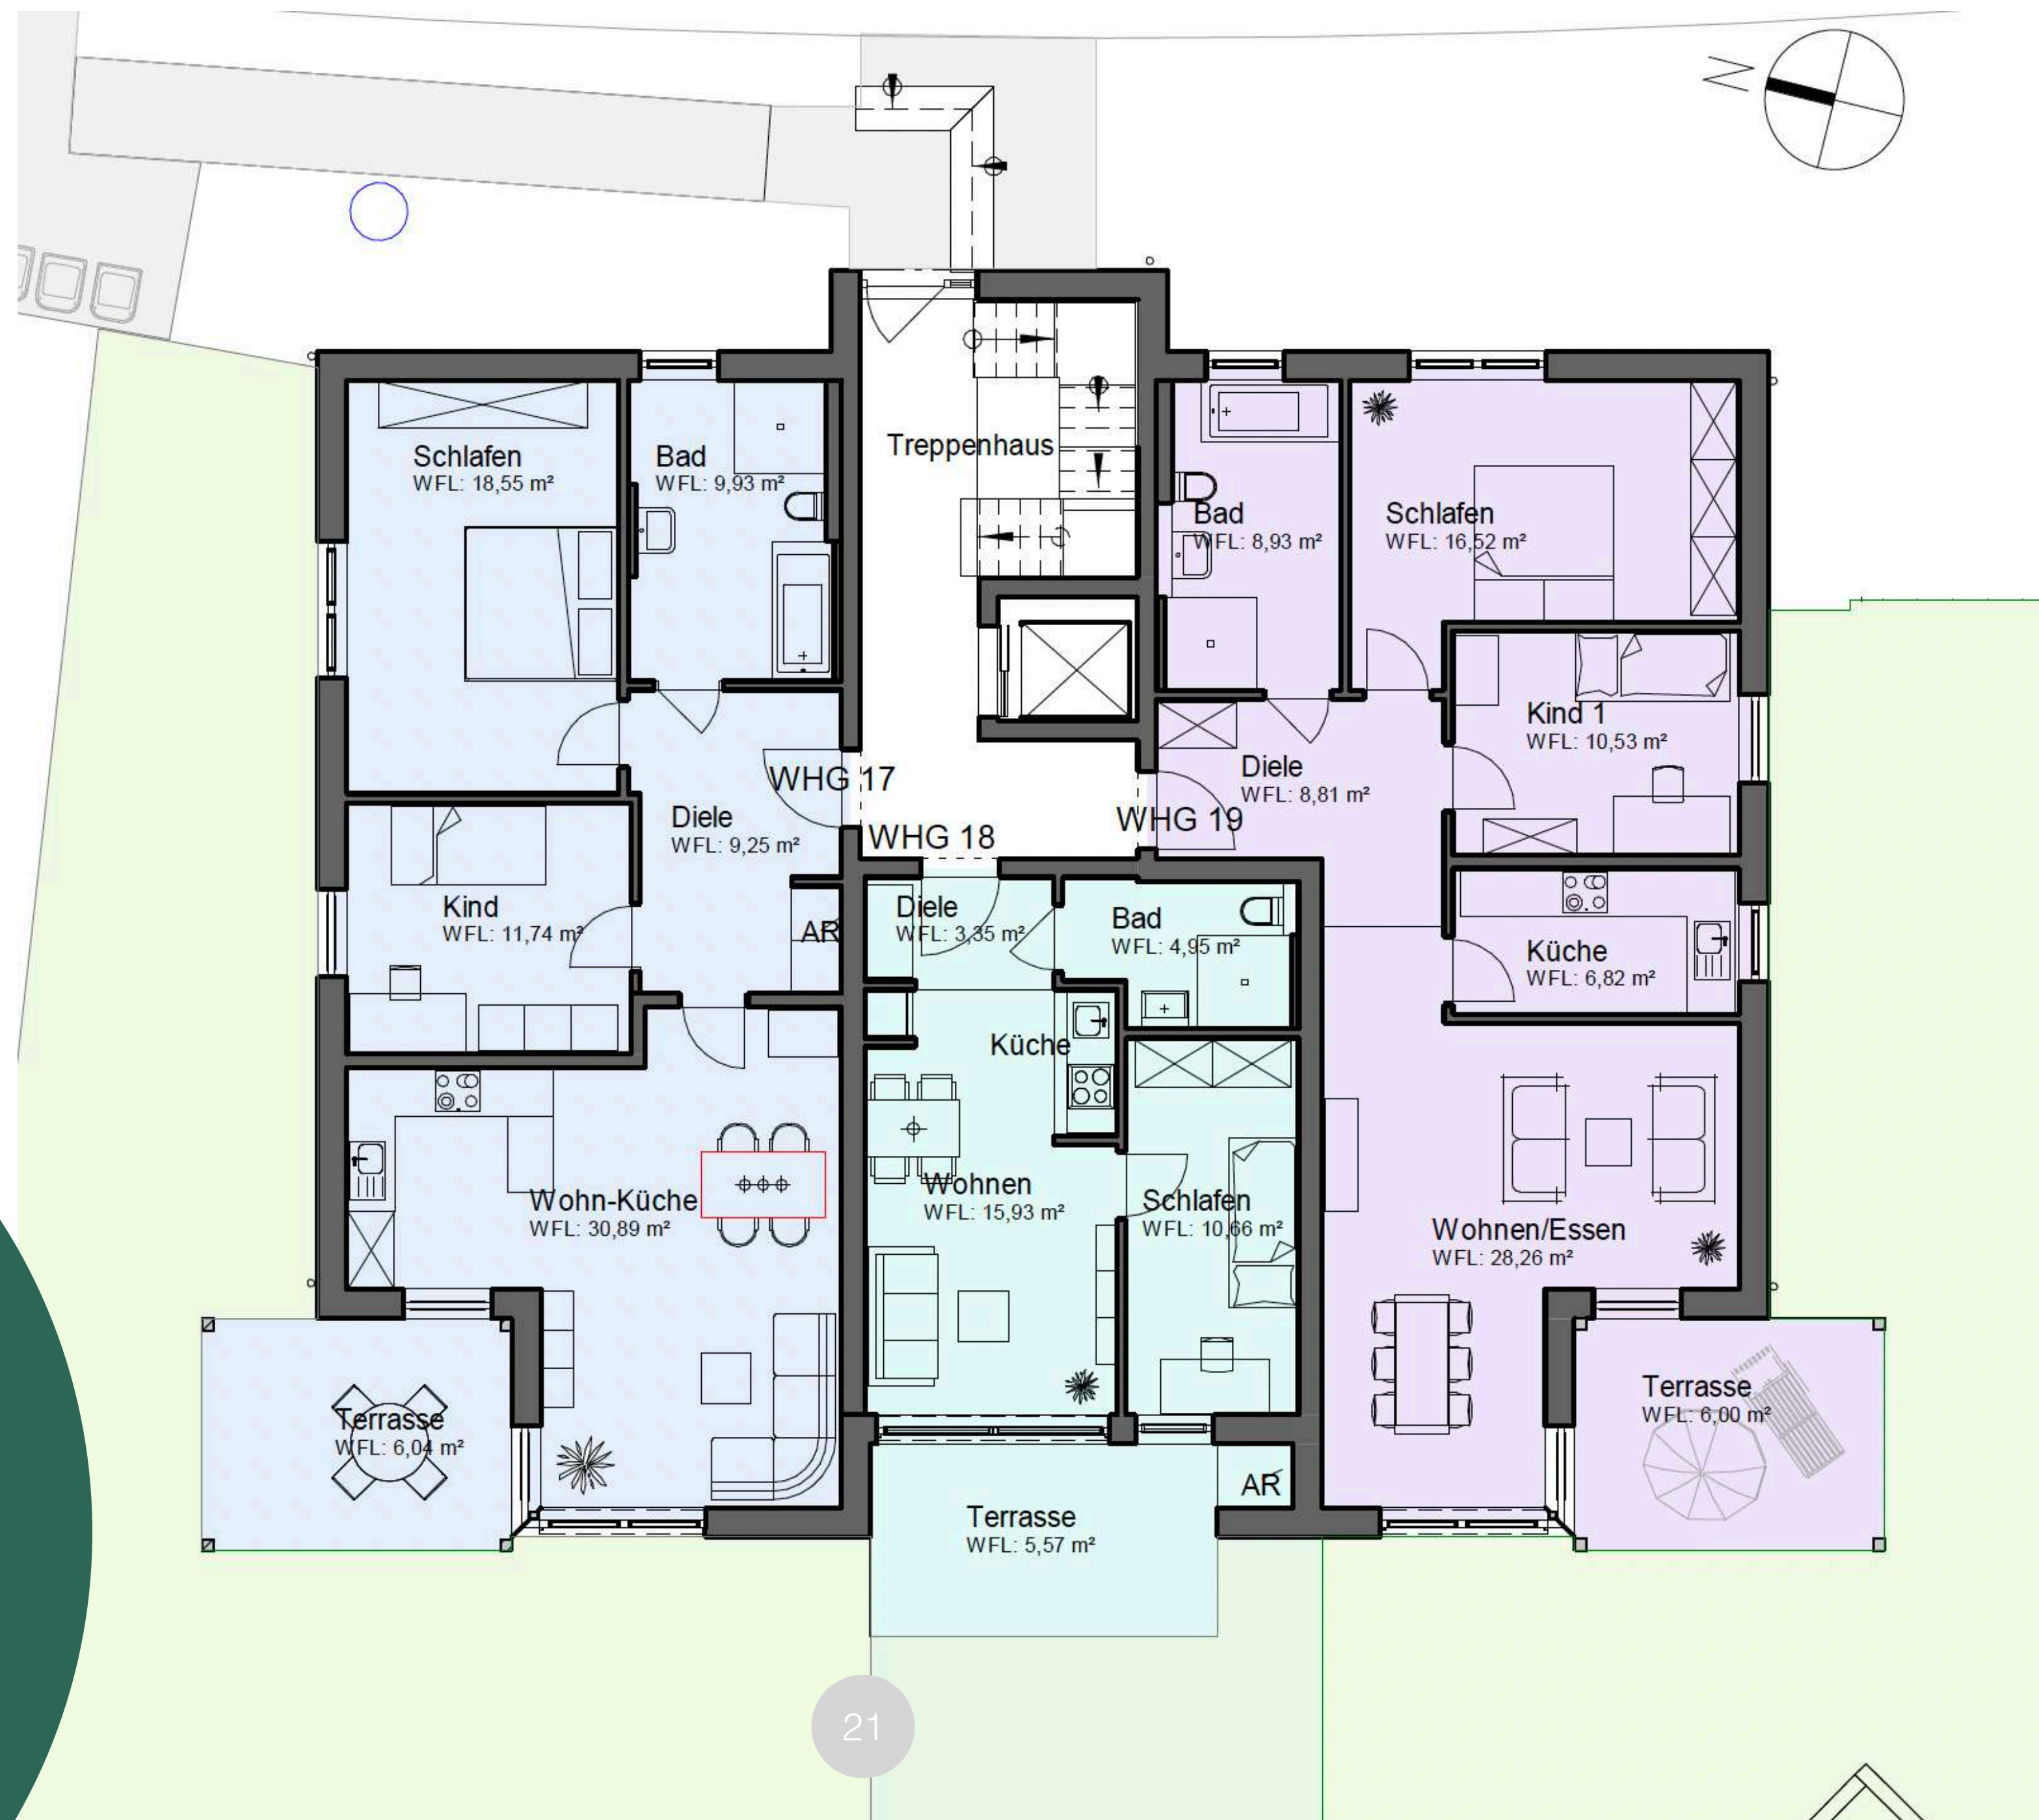 N
Treppenhaus
Schlafen
WFL: 18,55 m²
Bad
WFL: 9,93 m²
Bad
WFL: 8,93 m²
Schlafen
WFL: 16,52 m²
Kind 1
WFL: 10,53 m²
WHG 17
Diele
WFL: 8,81 m²
Diele
WFL: 9,25 m²
WHG 18
WHG 19
Kind
WFL: 11,74 m²
AR
Diele
WFL: 3,35 m²
Bad
WFL: 4,95 m²
Küche
WFL: 6,82 m²
Küche
Wohn-Küche
WFL: 30,89 m²
Wohnen
WFL: 15,93 m²
Schlafen
WFL: 10,66 m²
Wohnen/Essen
WFL: 28,26 m²
Terrasse
WFL: 6,04 m²
Terrasse
WFL: 6,00 m²
AR
Terrasse
WFL: 5,57 m²
21